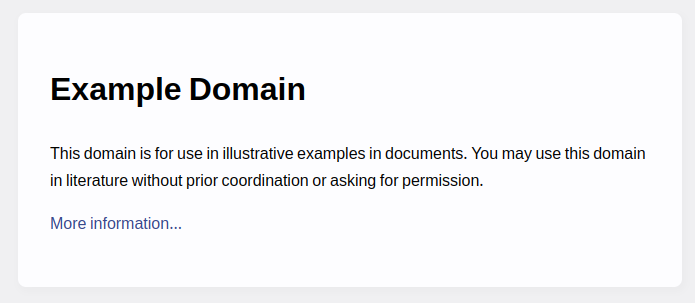 Example Domain
This domain is for use in illustrative examples in documents. You may use this domain
in literature without prior coordination or asking for permission.
More information...